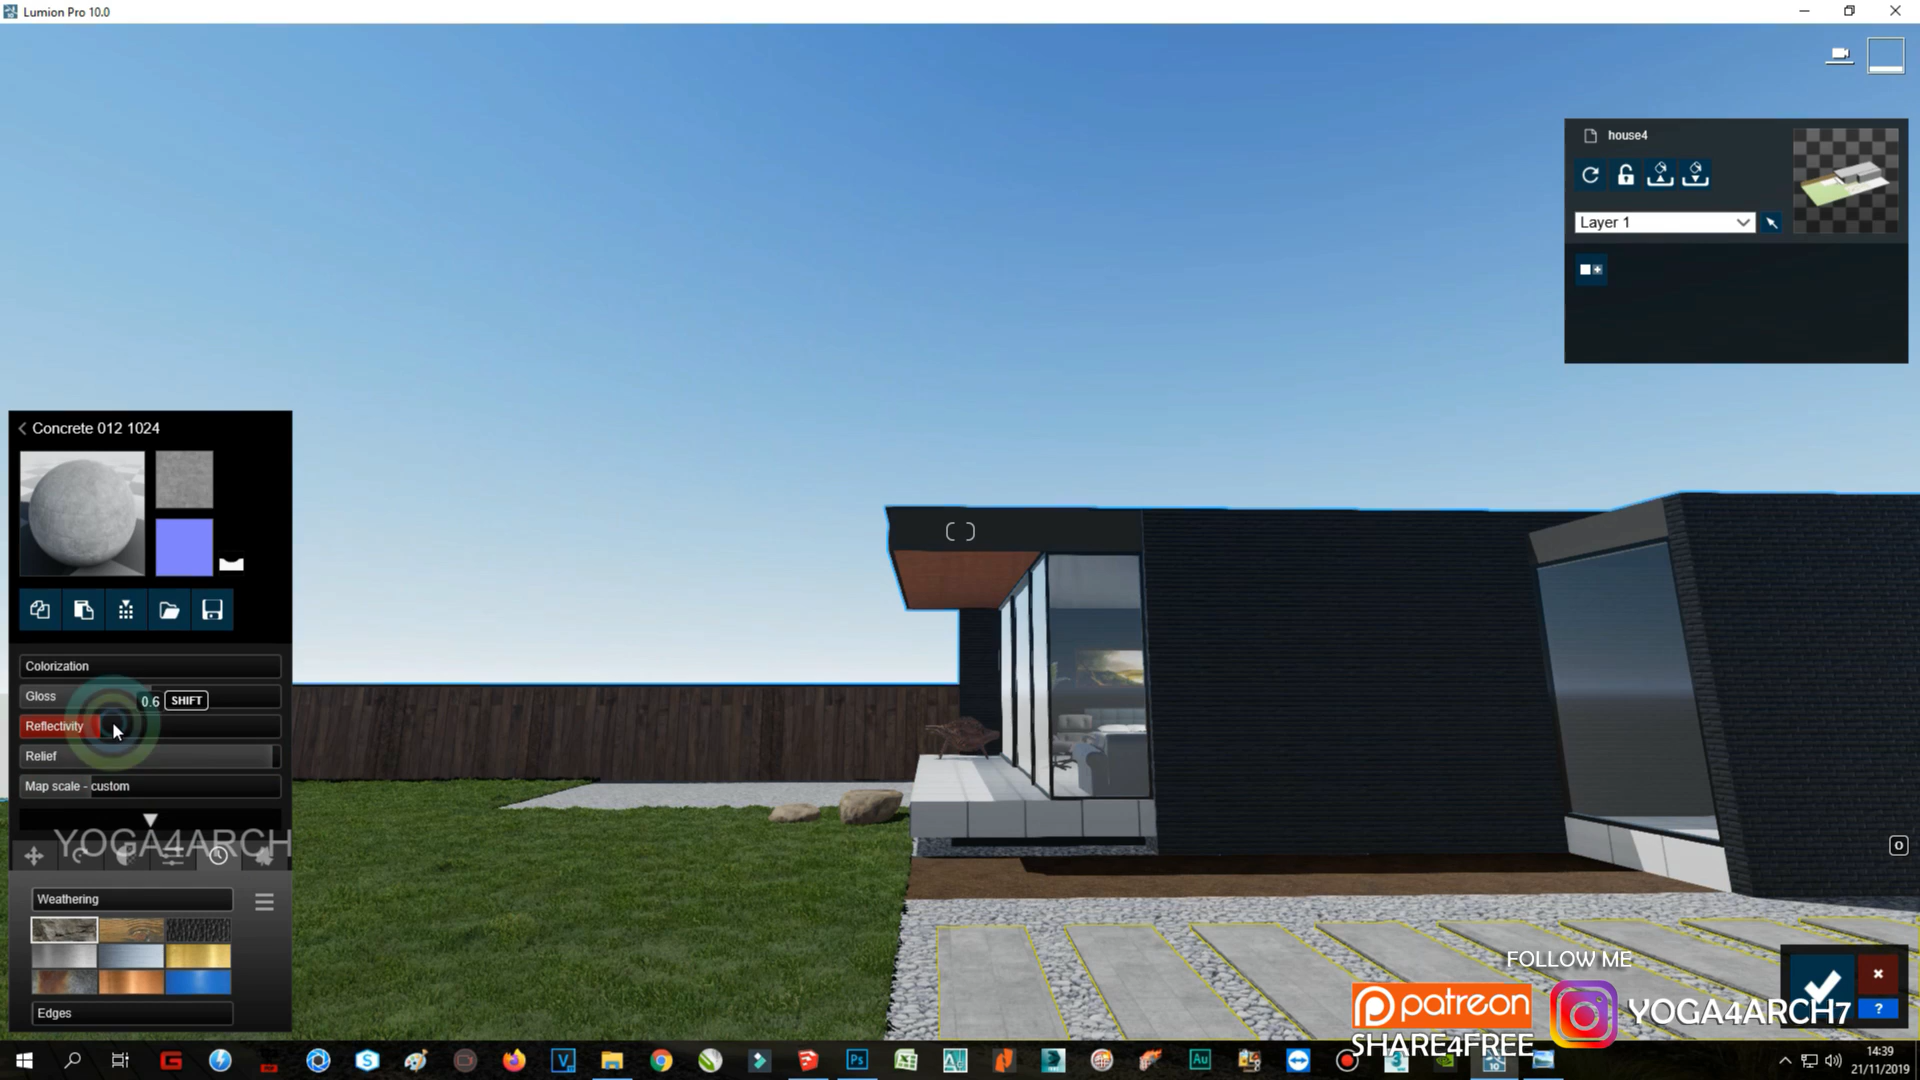 Lumion Pro 10.0
house4
Layer 1
Concrete 012 1024
Colorization
Gloss
0.6 SHIFT
Reflectivity
Relief
Map scale - custom
YOGA4ARCH
O
Weathering
Edges
FOLLOW ME
patreon
YOGA4ARCH7
SHARE4FREE
?
14:39
21/11/2019